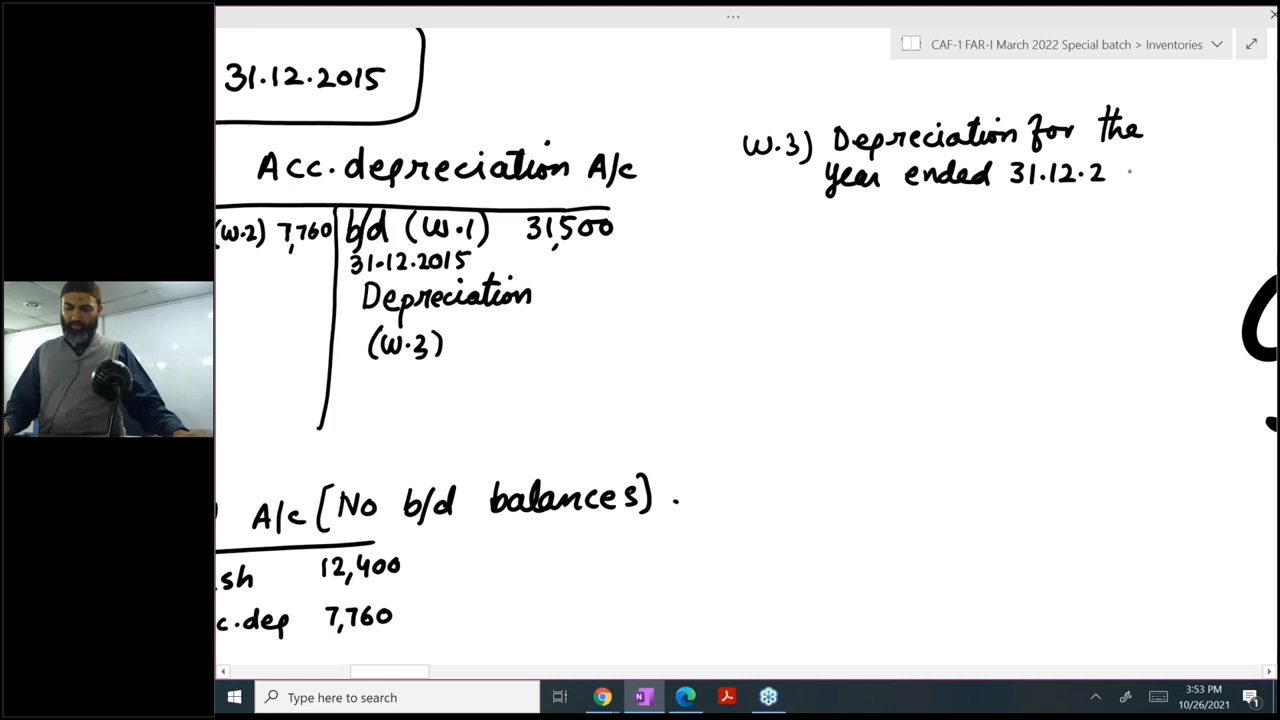 CAF-1 FAR-I March 2022 Special batch > Inventories
31.12.2015
Acc.depreciation A/c
(W.2) 7,760
b/d (W.1) 31,500
31.12.2015
Depreciation
(W.3)
W.3) Depreciation for the
year ended 31.12.2
A/c [No b/d balances].
sh 12,400
c.dep 7,760
Type here to search
3:53 PM
10/26/2021